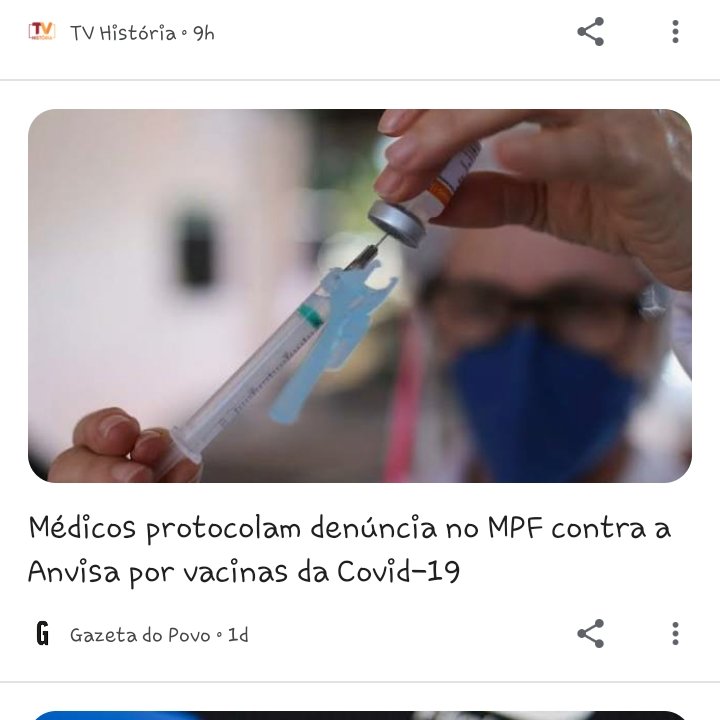 TV História • 9h
Médicos protocolam denúncia no MPF contra a
Anvisa por vacinas da Covid-19
G Gazeta do Povo • 1d